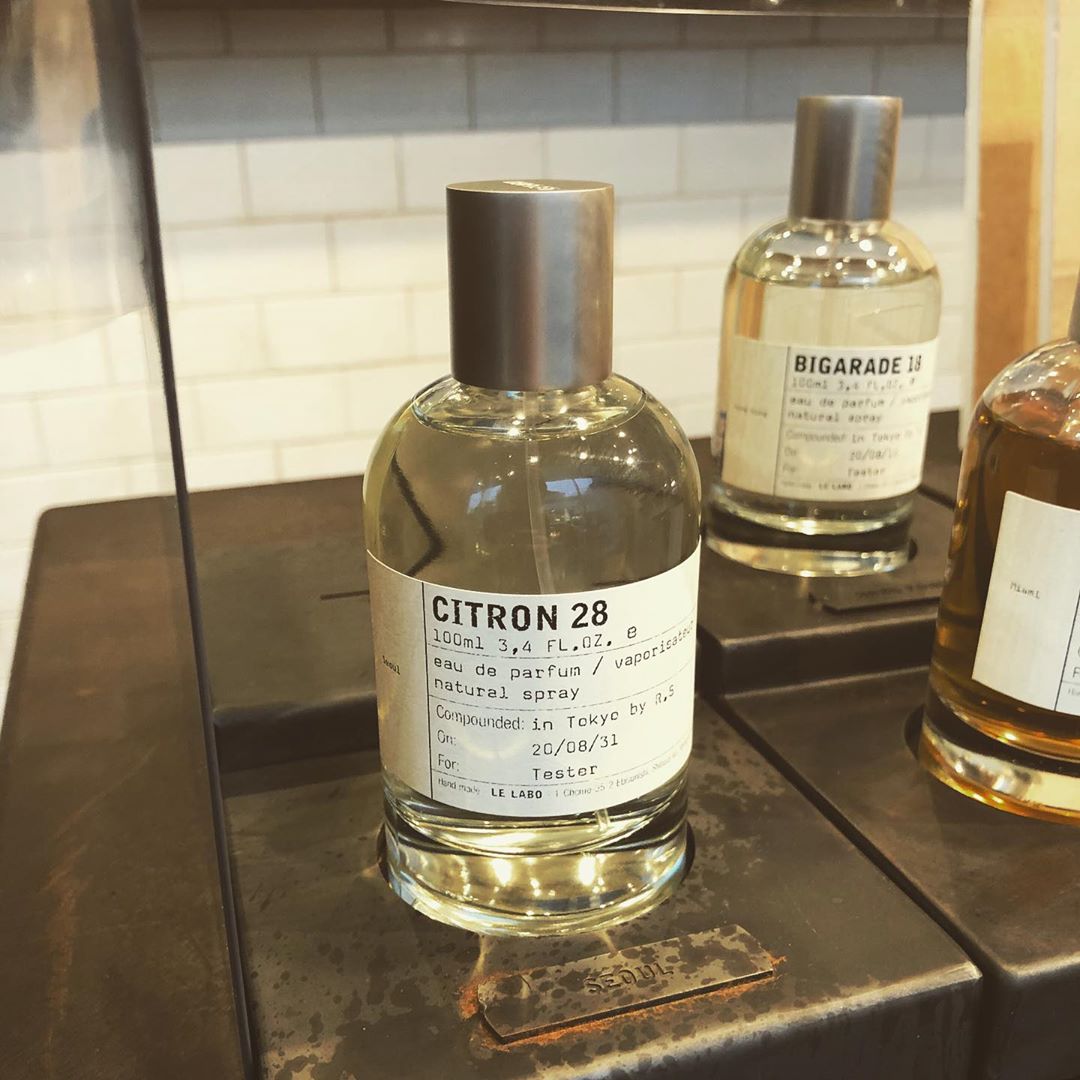 CITRON 28
100ml 3,4 FL.OZ. e
eau de parfum / vaporisateur
natural spray
Seoul
Compounded: in Tokyo by R.S
On: 20/08/31
For: Tester
Hand made LE LABO
SEOUL
BIGARADE 18
100ml 3,4 fl.oz. e
eau de parfum /
natural spray
Compounded: in Tokyo by
On: 20/08/
For: Tester
LE LABO
Miami